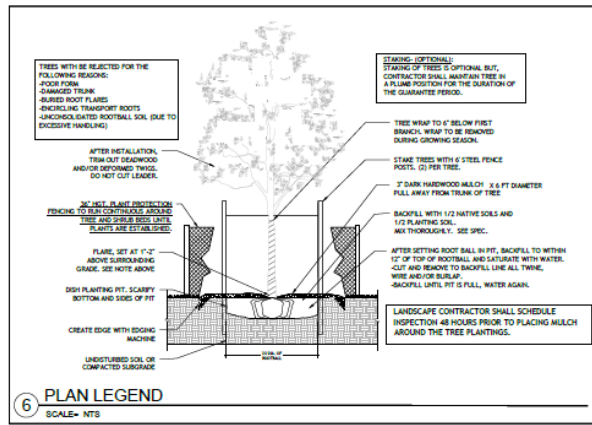 TREES WITH BE REJECTED FOR THE
FOLLOWING REASONS:
-POOR FORM
-DAMAGED TRUNK
-BURIED ROOT FLARES
-ENCIRCLING TRANSPORT ROOTS
-UNCONSOLIDATED ROOTBALL SOIL (DUE TO
EXCESSIVE HANDLING)
STAKING- (OPTIONAL):
STAKING OF TREES IS OPTIONAL BUT,
CONTRACTOR SHALL MAINTAIN TREE IN
A PLUMB POSITION FOR THE DURATION OF
THE GUARANTEE PERIOD.
AFTER INSTALLATION,
TRIM OUT DEADWOOD
AND/OR DEFORMED TWIGS.
DO NOT CUT LEADER.
36" HGT. PLANT PROTECTION
FENCING TO RUN CONTINUOUS AROUND
TREE AND SHRUB BEDS UNTIL
PLANTS ARE ESTABLISHED.
FLARE, SET AT 1"-2"
ABOVE SURROUNDING
GRADE. SEE NOTE ABOVE
DISH PLANTING PIT. SCARIFY
BOTTOM AND SIDES OF PIT
CREATE EDGE WITH EDGING
MACHINE
UNDISTURBED SOIL OR
COMPACTED SUBGRADE
TREE WRAP TO 6" BELOW FIRST
BRANCH. WRAP TO BE REMOVED
DURING GROWING SEASON.
STAKE TREES WITH 6' STEEL FENCE
POSTS. (2) PER TREE.
3" DARK HARDWOOD MULCH X 6 FT DIAMETER
PULL AWAY FROM TRUNK OF TREE
BACKFILL WITH 1/2 NATIVE SOILS AND
1/2 PLANTING SOIL.
MIX THOROUGHLY. SEE SPEC.
AFTER SETTING ROOT BALL IN PIT, BACKFILL TO WITHIN
12" OF TOP OF ROOTBALL AND SATURATE WITH WATER.
-CUT AND REMOVE TO BACKFILL LINE ALL TWINE,
WIRE AND/OR BURLAP.
-BACKFILL UNTIL PIT IS FULL, WATER AGAIN.
LANDSCAPE CONTRACTOR SHALL SCHEDULE
INSPECTION 48 HOURS PRIOR TO PLACING MULCH
AROUND THE TREE PLANTINGS.
DIA. OF
ROOTBALL
6 PLAN LEGEND
SCALE= NTS